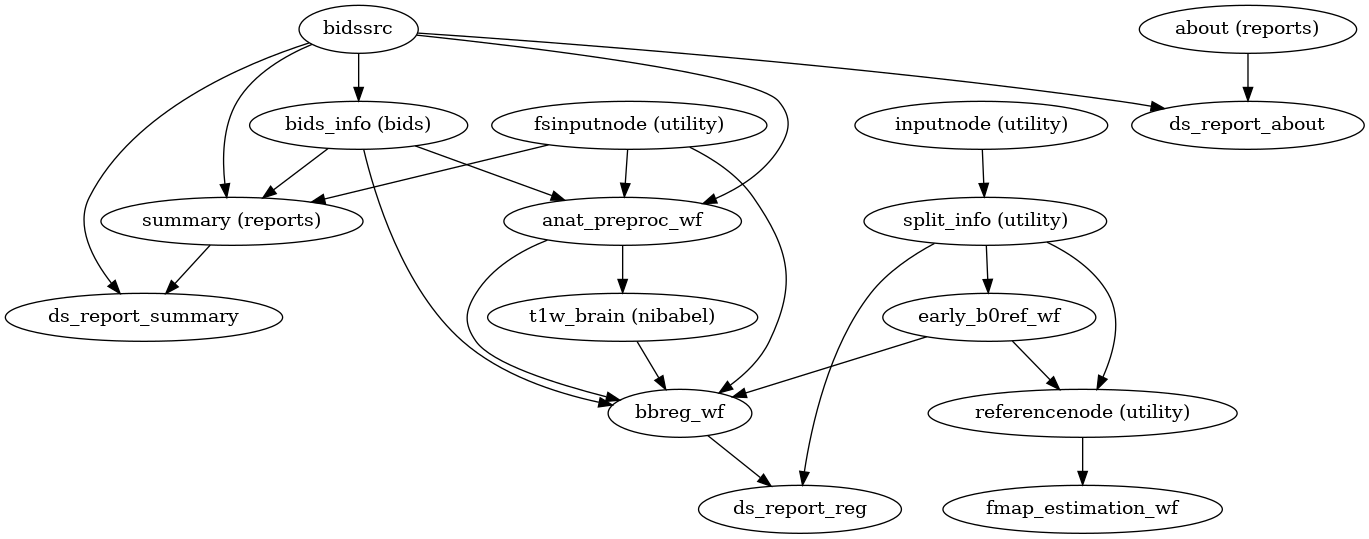 bidssrc
about (reports)
bids_info (bids)
fsinputnode (utility)
inputnode (utility)
ds_report_about
summary (reports)
anat_preproc_wf
split_info (utility)
ds_report_summary
t1w_brain (nibabel)
early_b0ref_wf
bbreg_wf
referencenode (utility)
ds_report_reg
fmap_estimation_wf